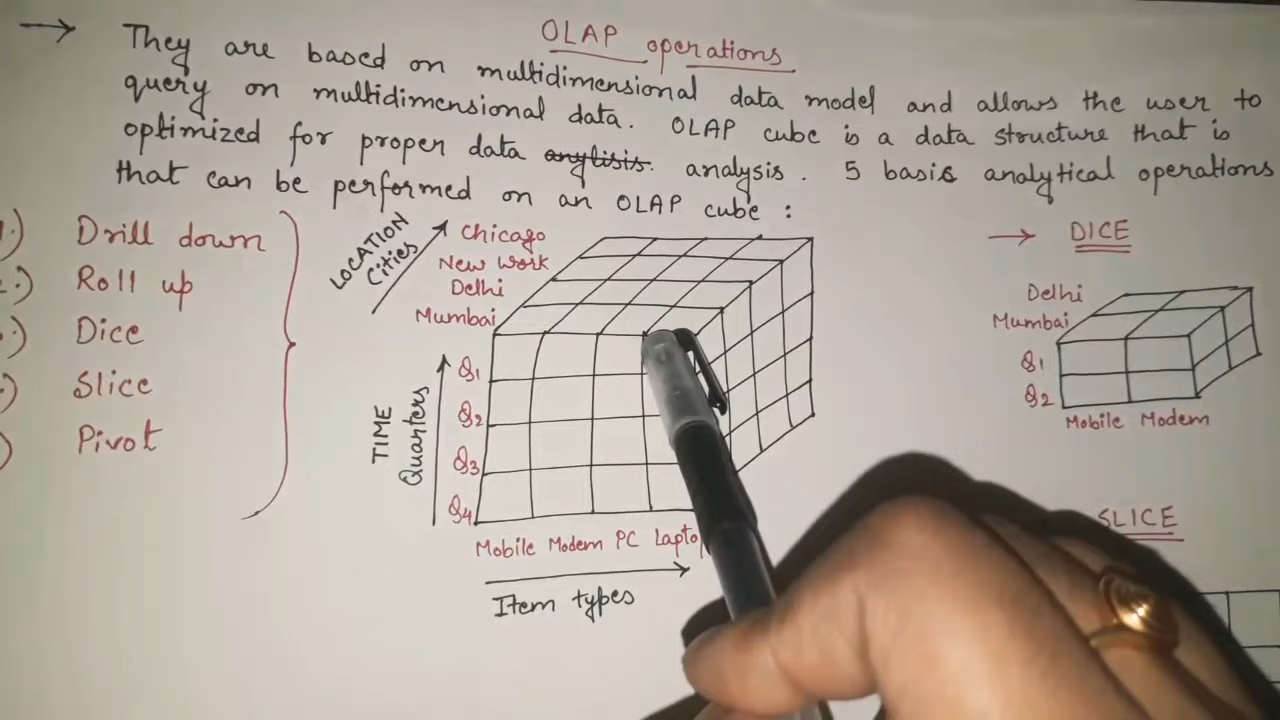 OLAP operations
→ They are based on multidimensional data model and allows the user to
query on multidimensional data. OLAP cube is a data structure that is
optimized for proper data anylisis. analysis. 5 basis analytical operations
that can be performed on an OLAP cube :
1.) Drill down
2.) Roll up
.) Dice
.) Slice
) Pivot
LOCATION
Cities
Chicago
New Work
Delhi
Mumbai
TIME
Quarters
Q1
Q2
Q3
Q4
Mobile Modem PC Lapto
Item types
→ DICE
Delhi
Mumbai
Q1
Q2
Mobile Modem
SLICE